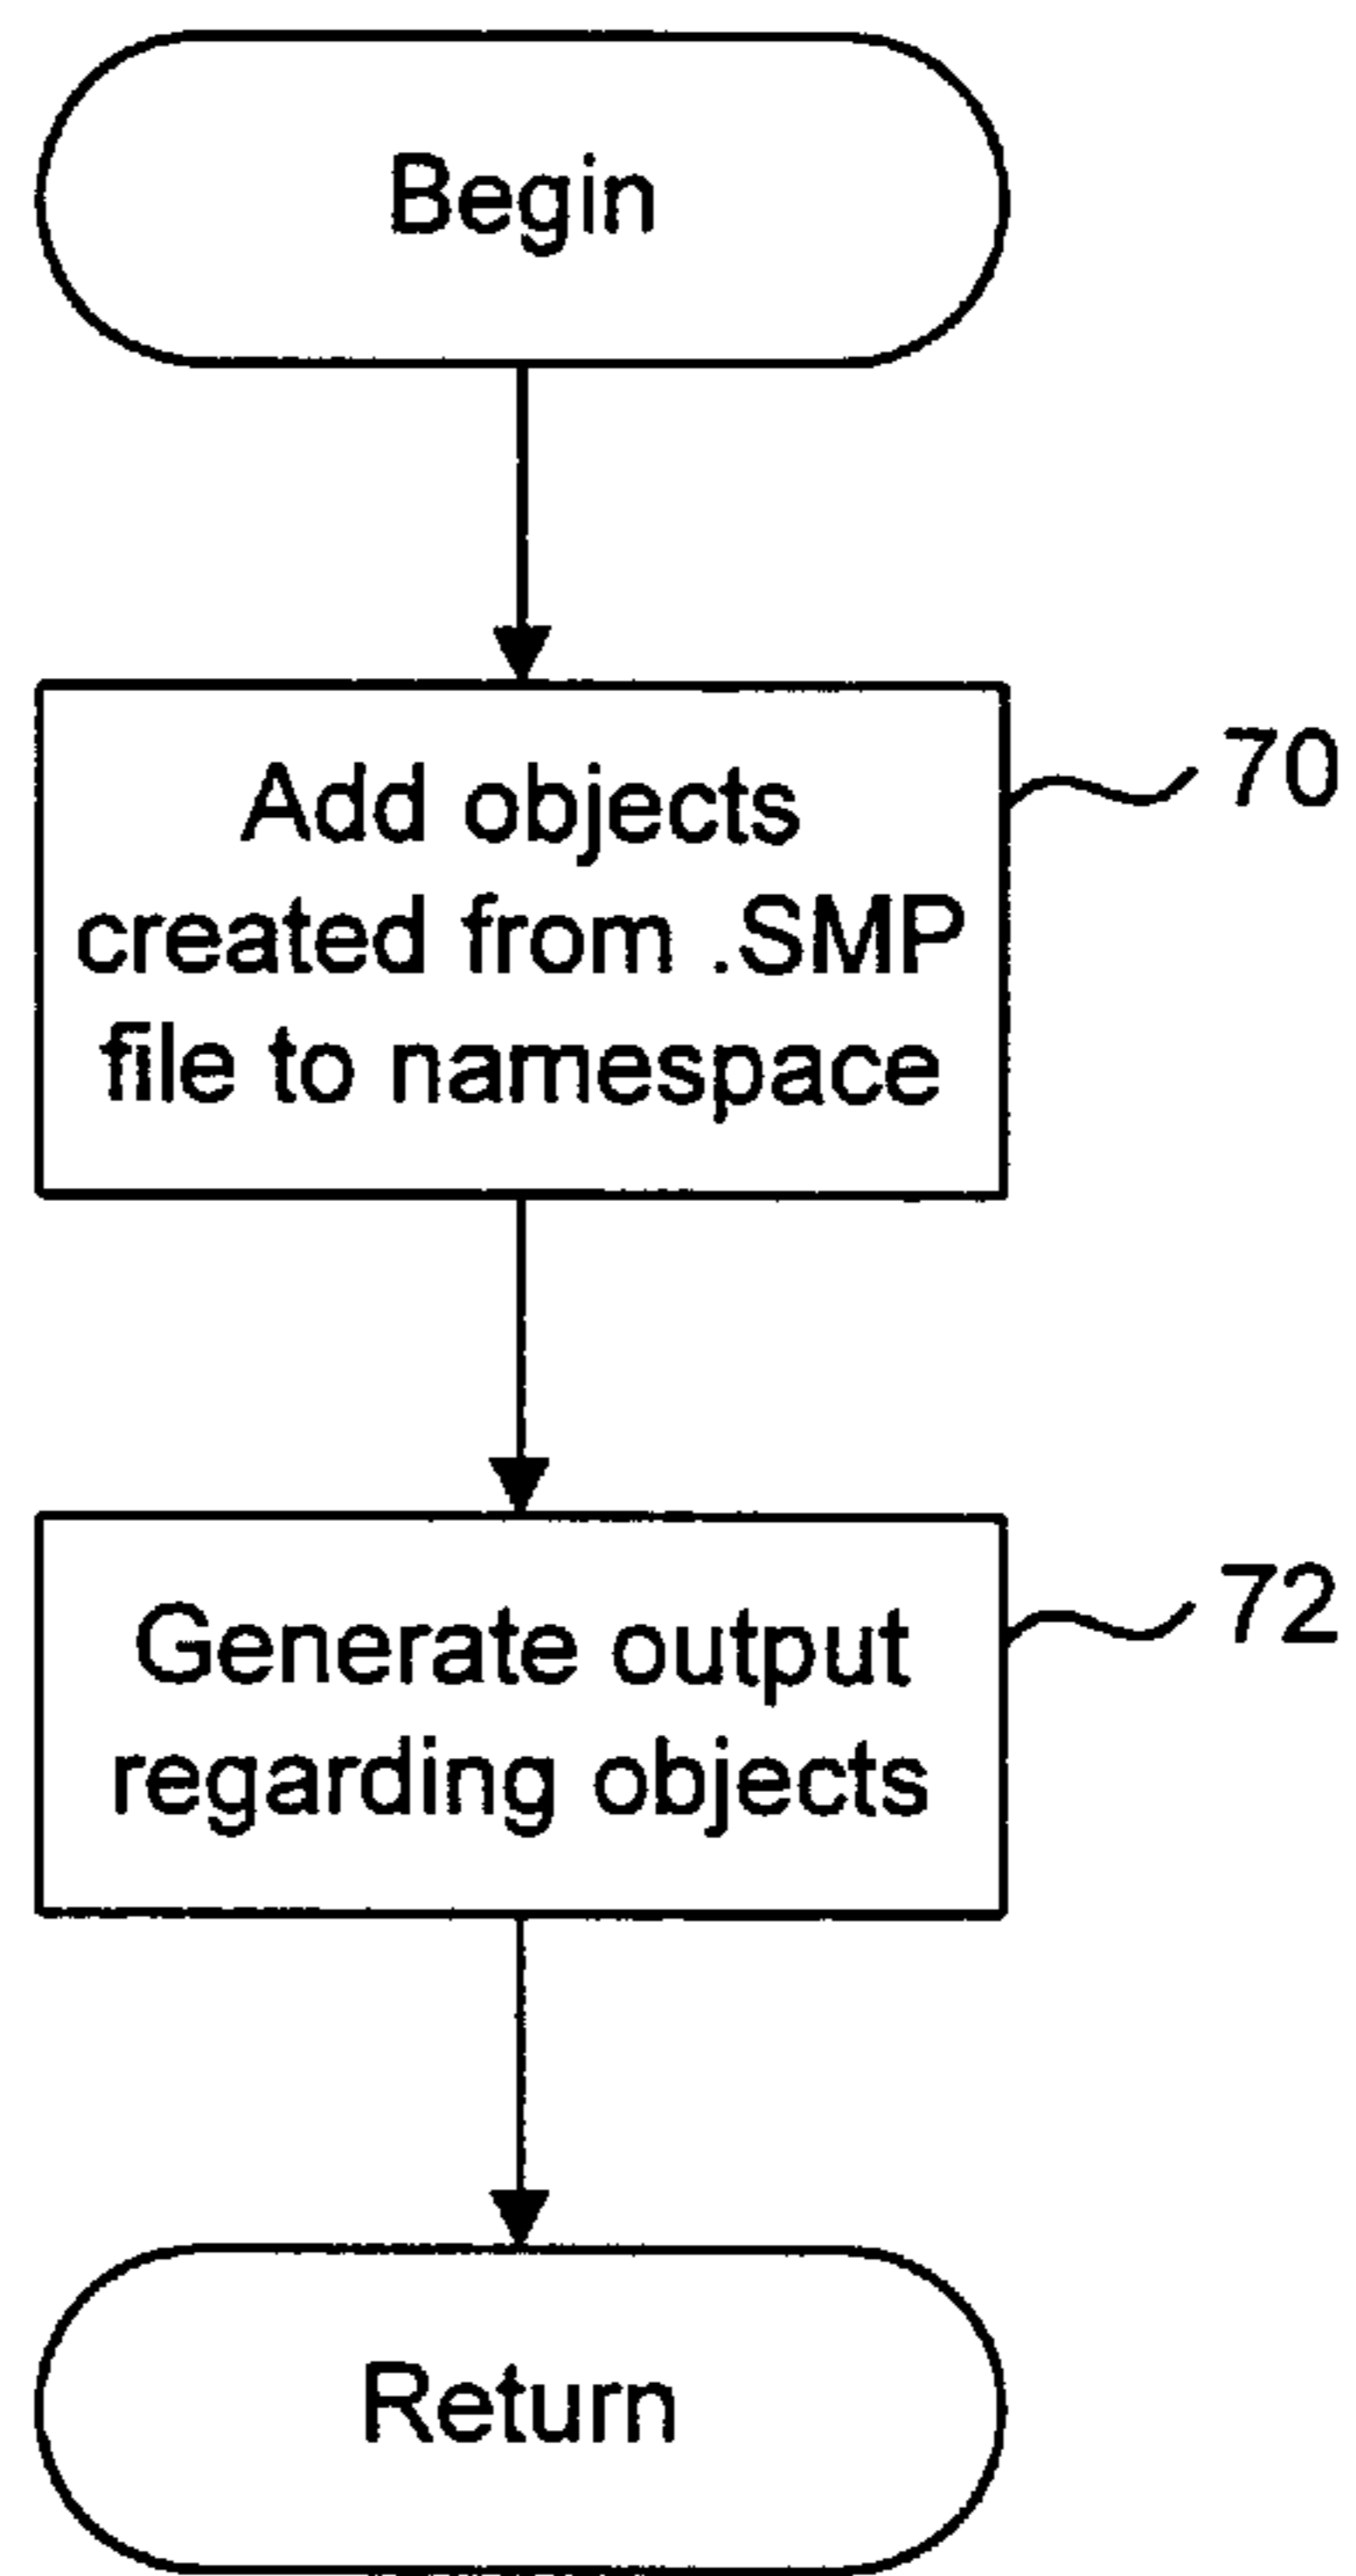 Begin
Add objects
created from .SMP
file to namespace
70
Generate output
regarding objects
72
Return